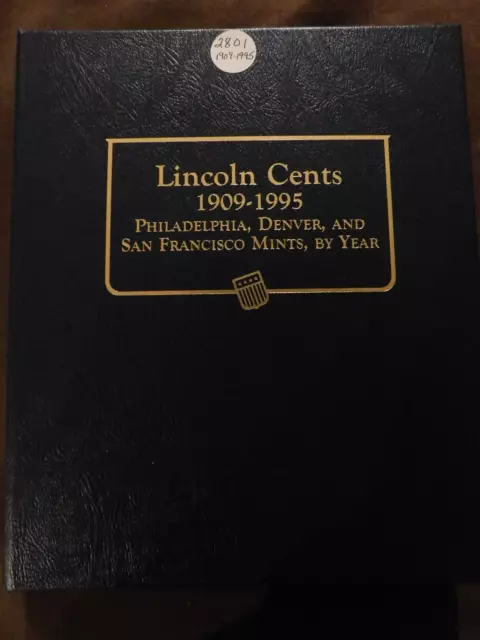 2801
1909-1995
Lincoln Cents
1909-1995
Philadelphia, Denver, and
San Francisco Mints, by Year